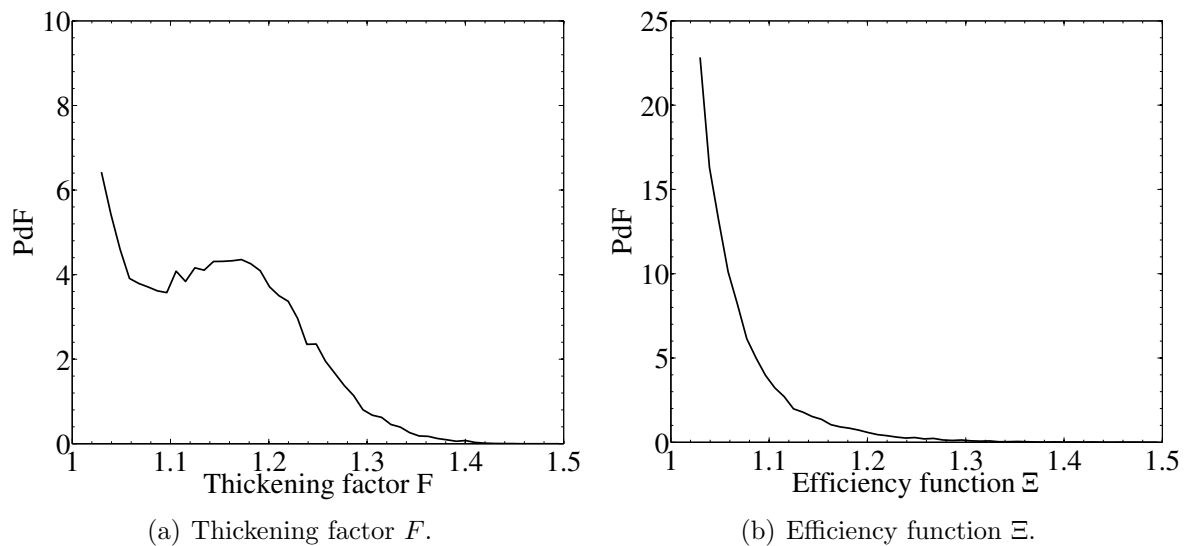 10
8
6
4
2
0
PdF
1 1.1 1.2 1.3 1.4 1.5
Thickening factor F
(a) Thickening factor F.
25
20
15
10
5
0
PdF
1 1.1 1.2 1.3 1.4 1.5
Efficiency function Ξ
(b) Efficiency function Ξ.